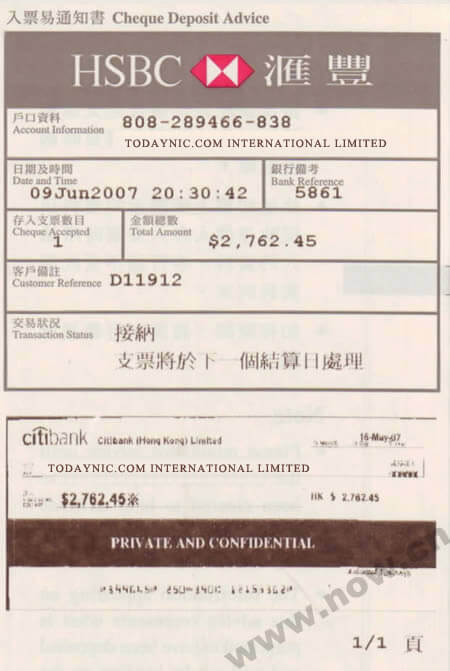 入票易通知書 Cheque Deposit Advice
HSBC 滙豐
戶口資料 808-289466-838
Account Information
TODAYNIC.COM INTERNATIONAL LIMITED
日期及時間 銀行備考
Date and Time Bank Reference
09Jun2007 20:30:42 5861
存入支票數目 金額總數
Cheque Accepted Total Amount
1 $2,762.45
客戶備註
Customer Reference D11912
交易狀況
Transaction Status 接納
支票將於下一個結算日處理
citibank Citibank (Hong Kong) Limited
16-May-07
TODAYNIC.COM INTERNATIONAL LIMITED
$2,762.45※ HK $ 2,762.45
PRIVATE AND CONFIDENTIAL
1/1 頁